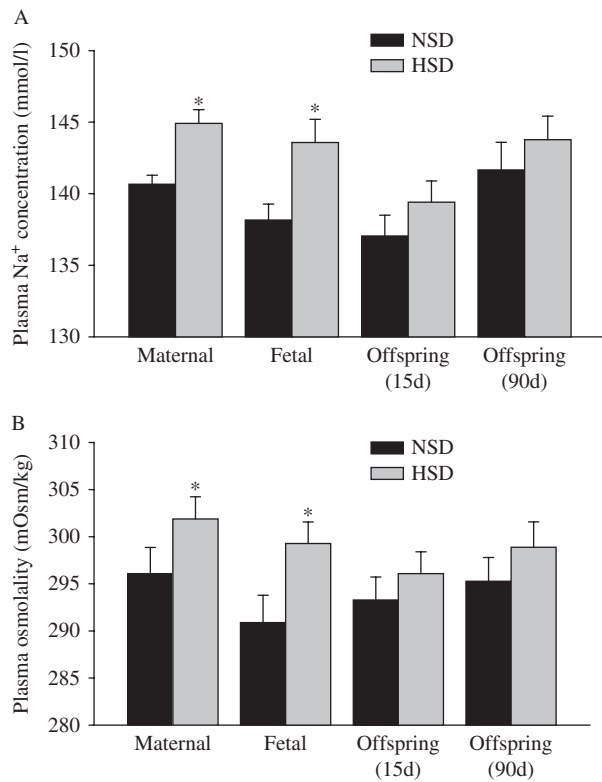 A
NSD
HSD
Plasma Na+ concentration (mmol/l)
150
145
140
135
130
* *
Maternal Fetal Offspring (15d) Offspring (90d)
B
NSD
HSD
Plasma osmolality (mOsm/kg)
310
305
300
295
290
285
280
* *
Maternal Fetal Offspring (15d) Offspring (90d)